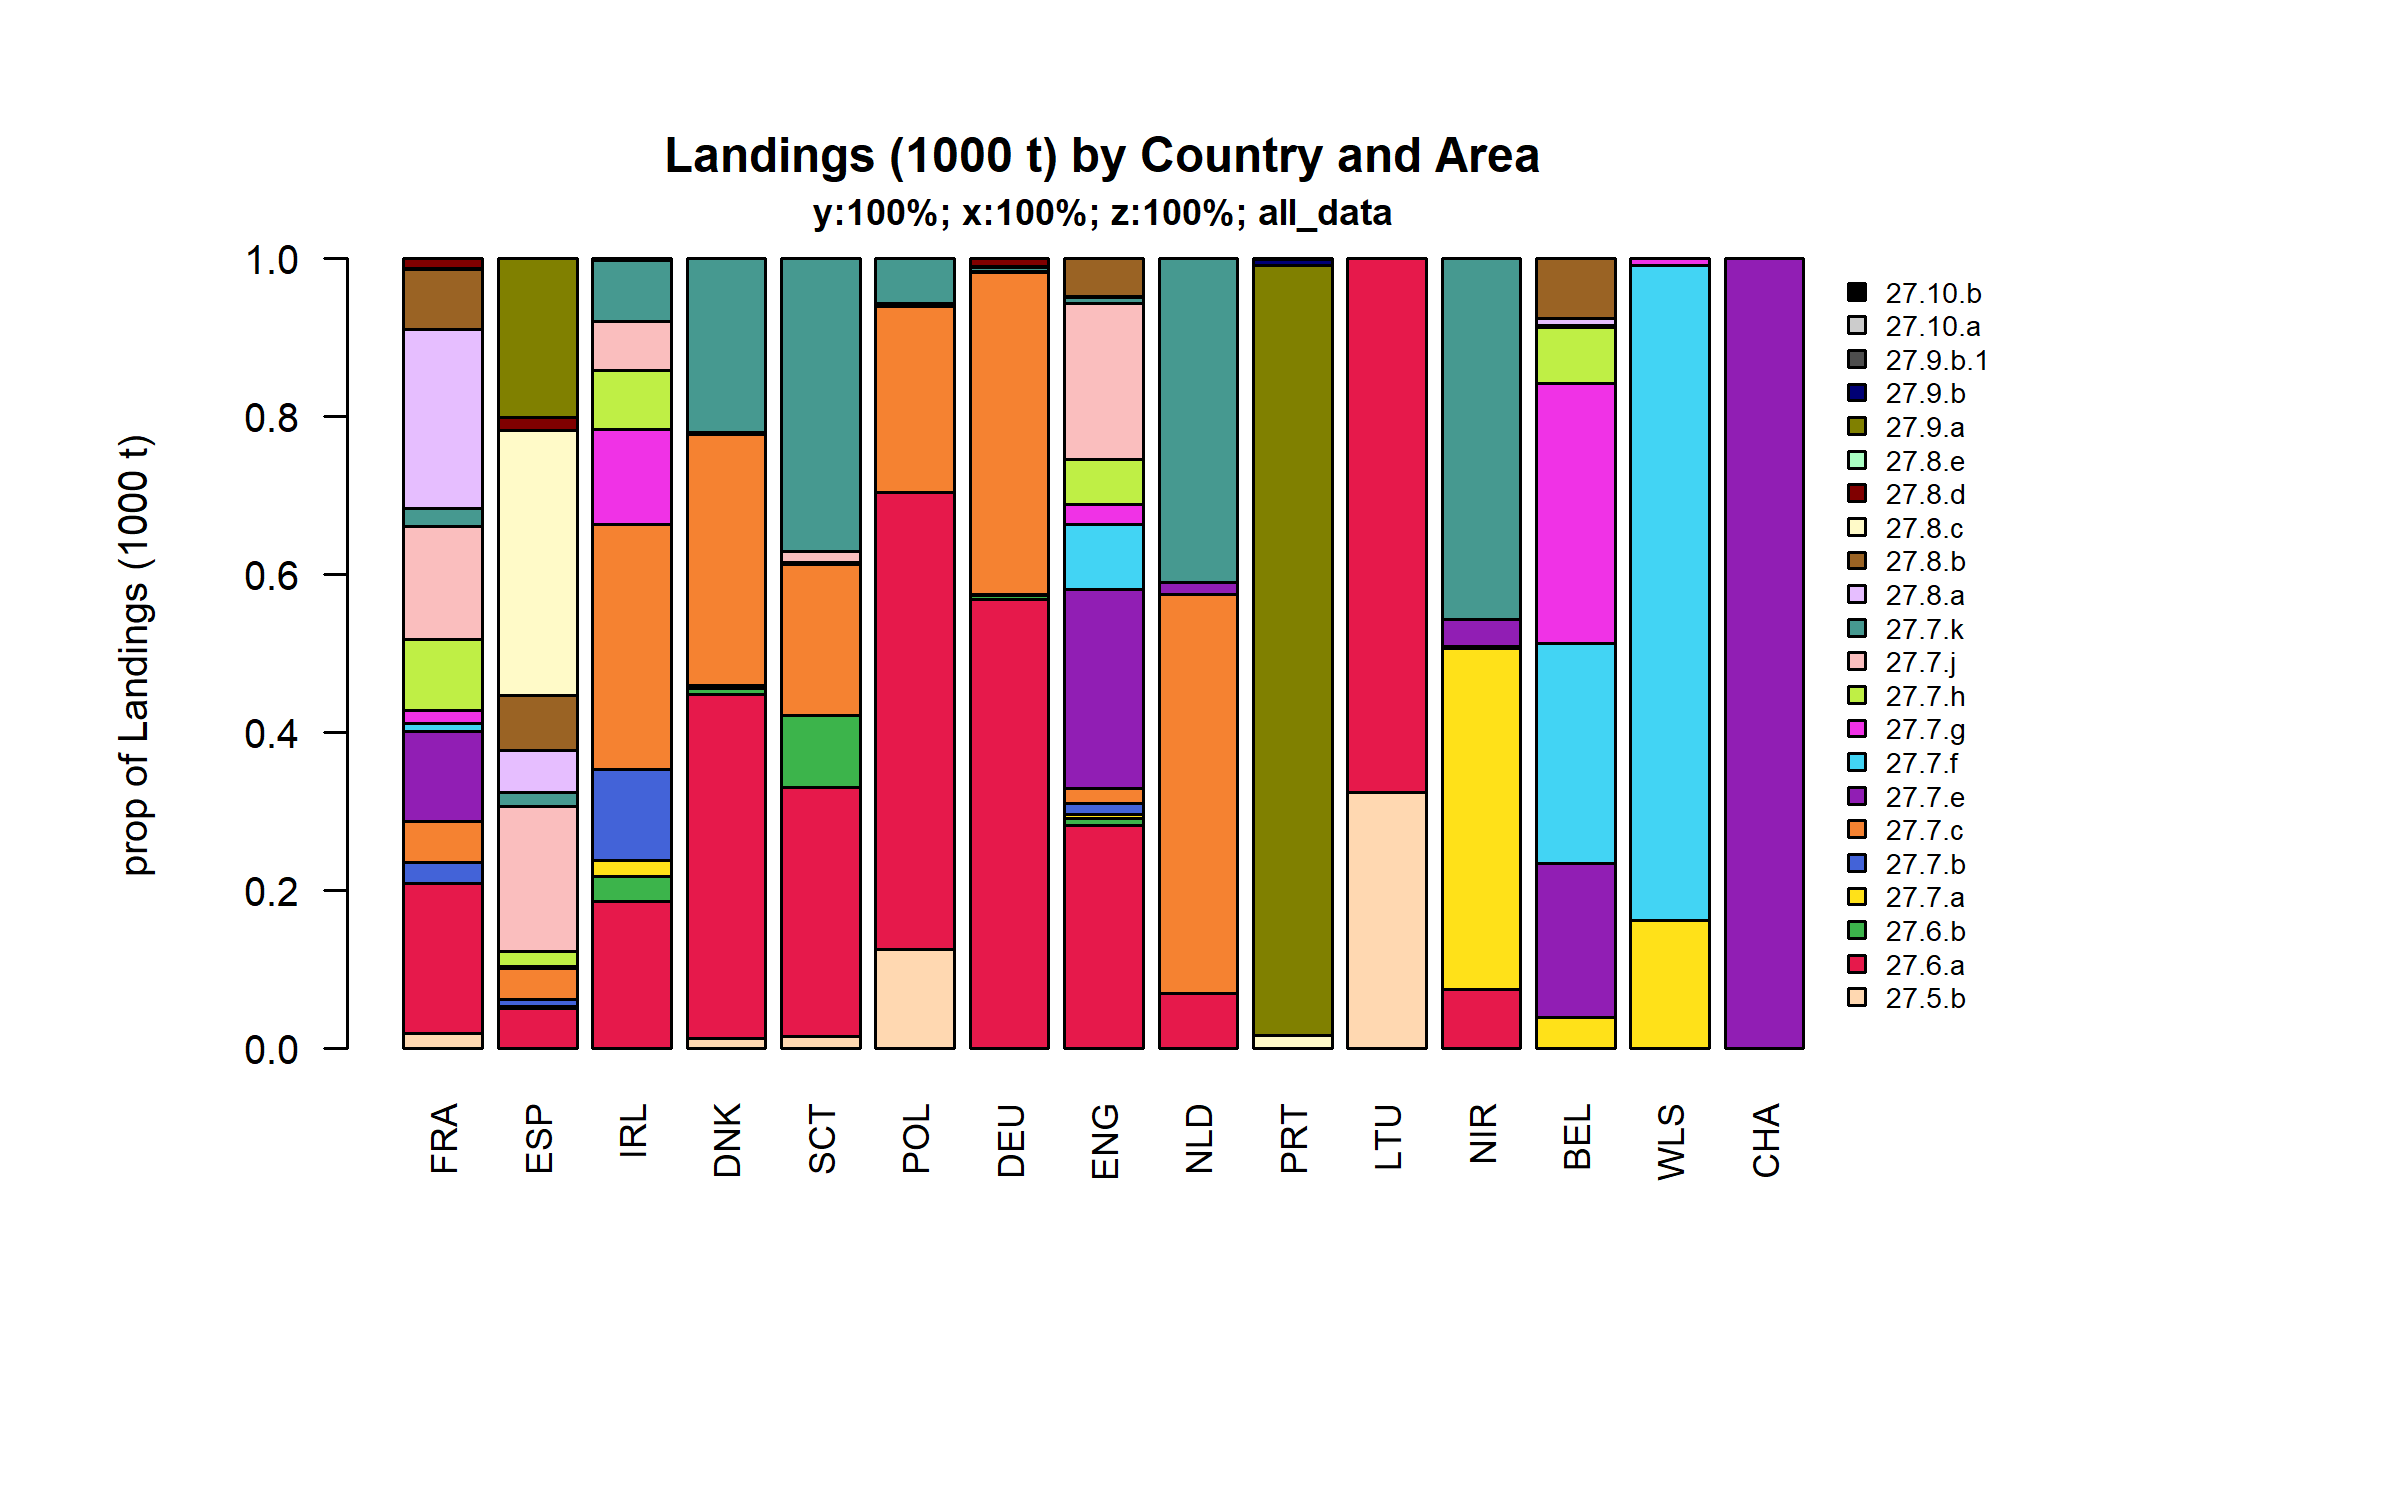 Landings (1000 t) by Country and Area
y:100%; x:100%; z:100%; all_data
prop of Landings (1000 t)
1.0
0.8
0.6
0.4
0.2
0.0
FRA
ESP
IRL
DNK
SCT
POL
DEU
ENG
NLD
PRT
LTU
NIR
BEL
WLS
CHA
27.10.b
27.10.a
27.9.b.1
27.9.b
27.9.a
27.8.e
27.8.d
27.8.c
27.8.b
27.8.a
27.7.k
27.7.j
27.7.h
27.7.g
27.7.f
27.7.e
27.7.c
27.7.b
27.7.a
27.6.b
27.6.a
27.5.b